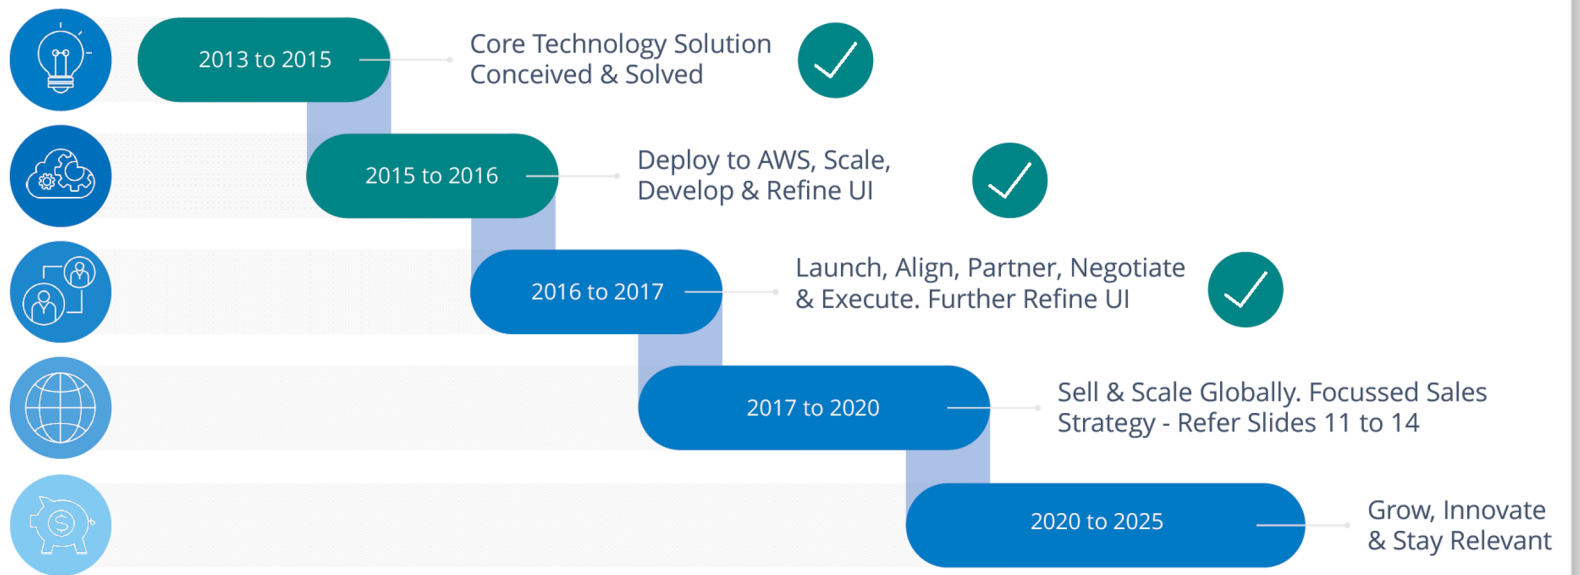 2013 to 2015
Core Technology Solution
Conceived & Solved
2015 to 2016
Deploy to AWS, Scale,
Develop & Refine UI
2016 to 2017
Launch, Align, Partner, Negotiate
& Execute. Further Refine UI
2017 to 2020
Sell & Scale Globally. Focussed Sales
Strategy - Refer Slides 11 to 14
$
2020 to 2025
Grow, Innovate
& Stay Relevant